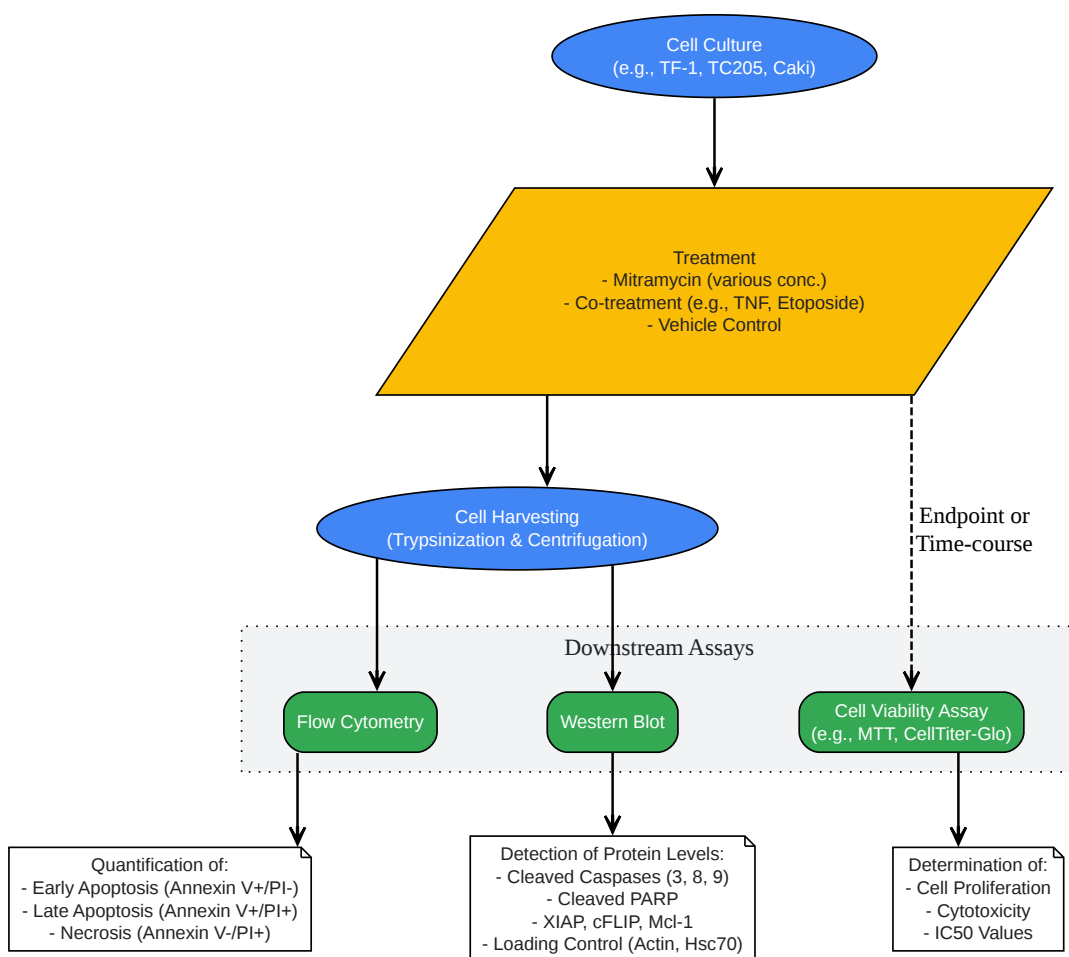 Cell Culture
(e.g., TF-1, TC205, Caki)
Treatment
- Mitramycin (various conc.)
- Co-treatment (e.g., TNF, Etoposide)
- Vehicle Control
Cell Harvesting
(Trypsinization & Centrifugation)
Endpoint or
Time-course
Downstream Assays
Flow Cytometry
Western Blot
Cell Viability Assay
(e.g., MTT, CellTiter-Glo)
Quantification of:
- Early Apoptosis (Annexin V+/PI-)
- Late Apoptosis (Annexin V+/PI+)
- Necrosis (Annexin V-/PI+)
Detection of Protein Levels:
- Cleaved Caspases (3, 8, 9)
- Cleaved PARP
- XIAP, cFLIP, Mcl-1
- Loading Control (Actin, Hsc70)
Determination of:
- Cell Proliferation
- Cytotoxicity
- IC50 Values